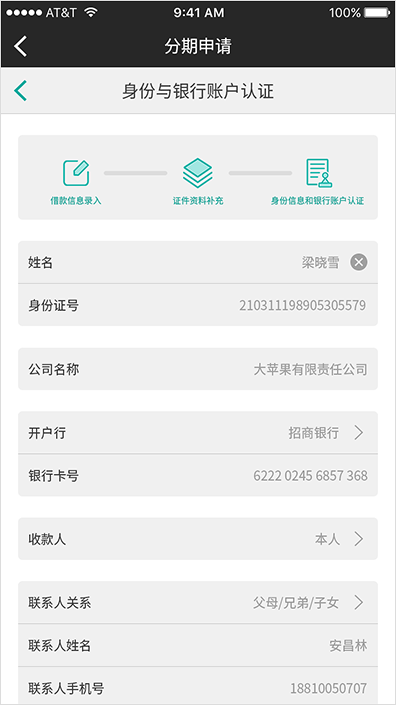 AT&T 9:41 AM 100%
分期申请
身份与银行账户认证
借款信息录入 证件资料补充 身份信息和银行账户认证
姓名 梁晓雪
身份证号 210311198905305579
公司名称 大苹果有限责任公司
开户行 招商银行
银行卡号 6222 0245 6857 368
收款人 本人
联系人关系 父母/兄弟/子女
联系人姓名 安昌林
联系人手机号 18810050707